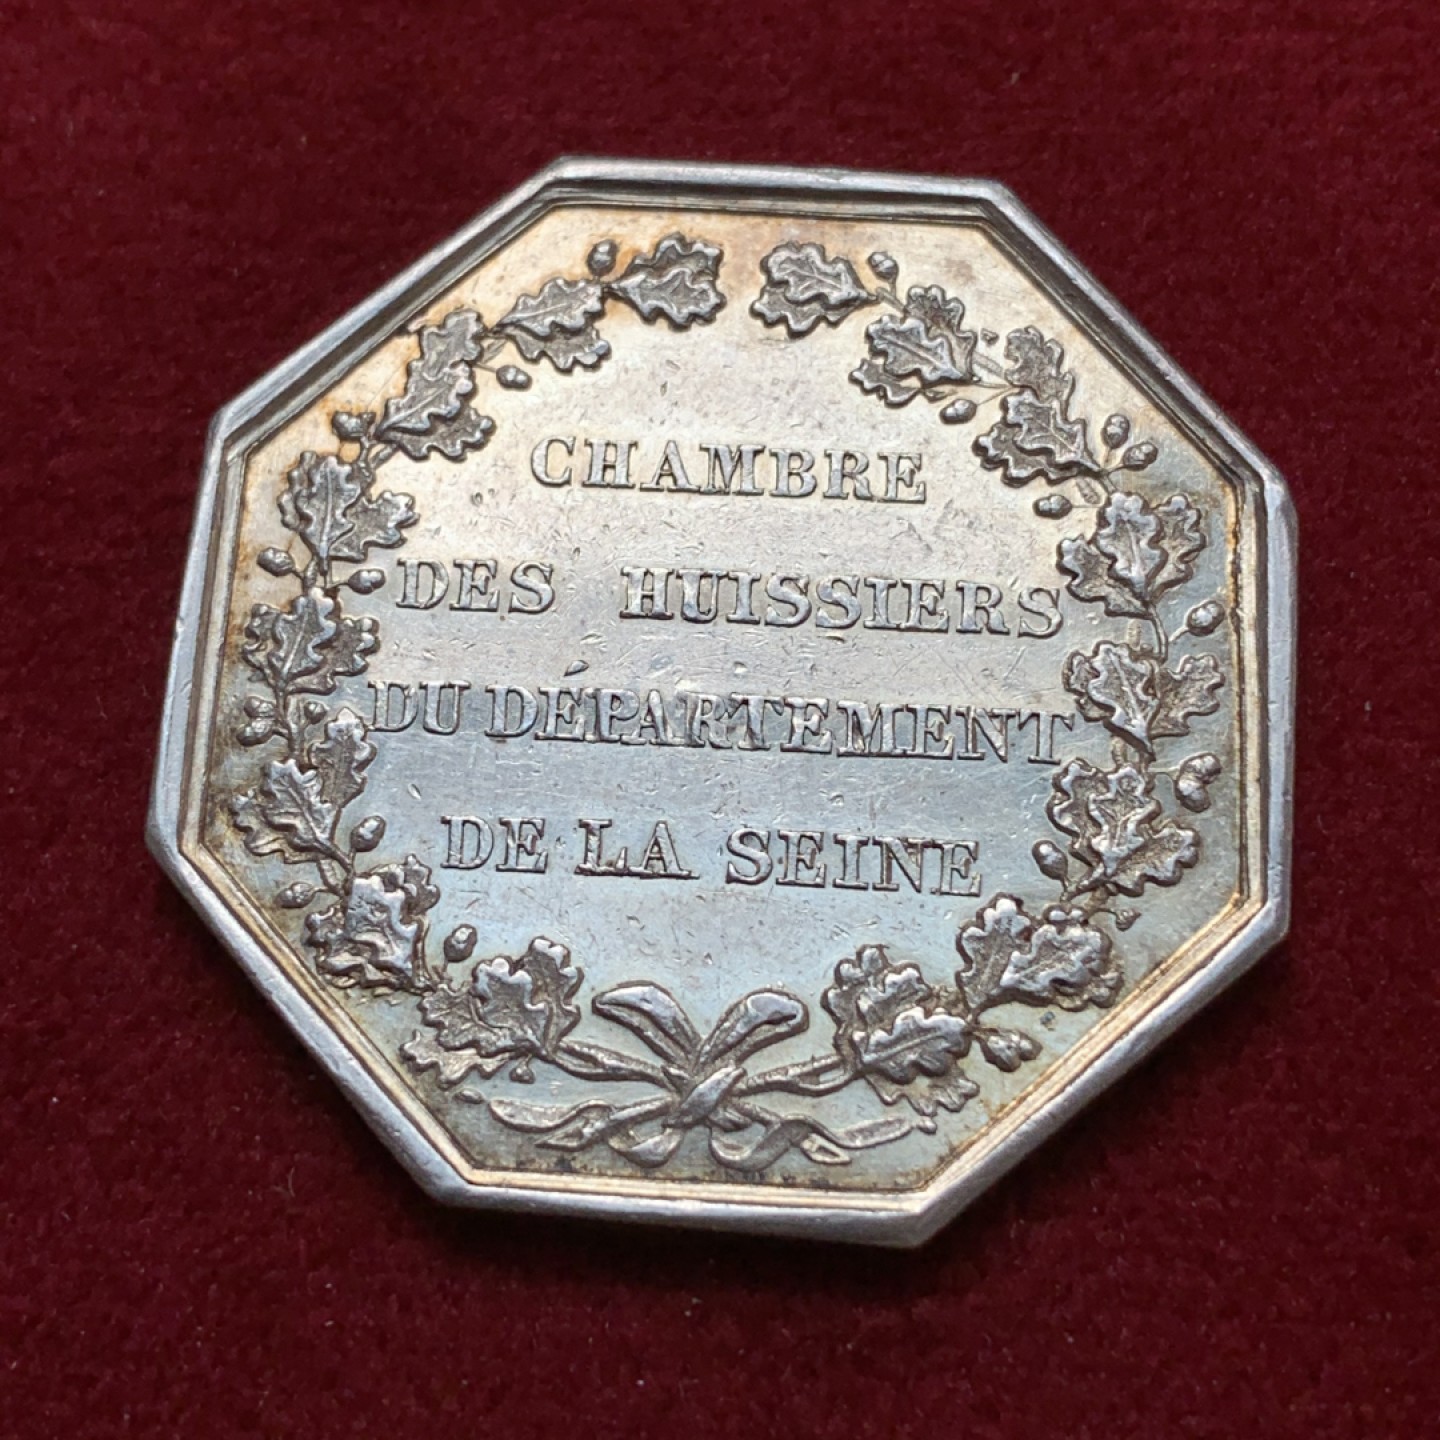 CHAMBRE
DES HUISSIERS
DU DÉPARTEMENT
DE LA SEINE